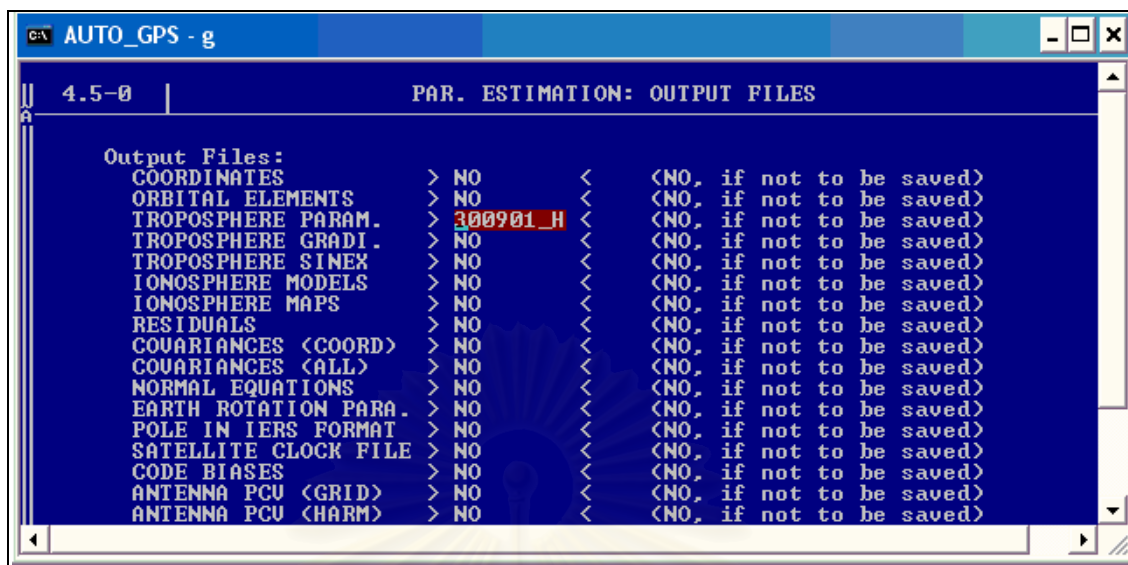 AUTO_GPS - g
4.5-0 | PAR. ESTIMATION: OUTPUT FILES
Output Files:
COORDINATES > NO < (NO, if not to be saved)
ORBITAL ELEMENTS > NO < (NO, if not to be saved)
TROPOSPHERE PARAM. > 300901_H < (NO, if not to be saved)
TROPOSPHERE GRADI. > NO < (NO, if not to be saved)
TROPOSPHERE SINEX > NO < (NO, if not to be saved)
IONOSPHERE MODELS > NO < (NO, if not to be saved)
IONOSPHERE MAPS > NO < (NO, if not to be saved)
RESIDUALS > NO < (NO, if not to be saved)
COVARIANCES (COORD) > NO < (NO, if not to be saved)
COVARIANCES (ALL) > NO < (NO, if not to be saved)
NORMAL EQUATIONS > NO < (NO, if not to be saved)
EARTH ROTATION PARA. > NO < (NO, if not to be saved)
POLE IN IERS FORMAT > NO < (NO, if not to be saved)
SATELLITE CLOCK FILE > NO < (NO, if not to be saved)
CODE BIASES > NO < (NO, if not to be saved)
ANTENNA PCV (GRID) > NO < (NO, if not to be saved)
ANTENNA PCV (HARM) > NO < (NO, if not to be saved)